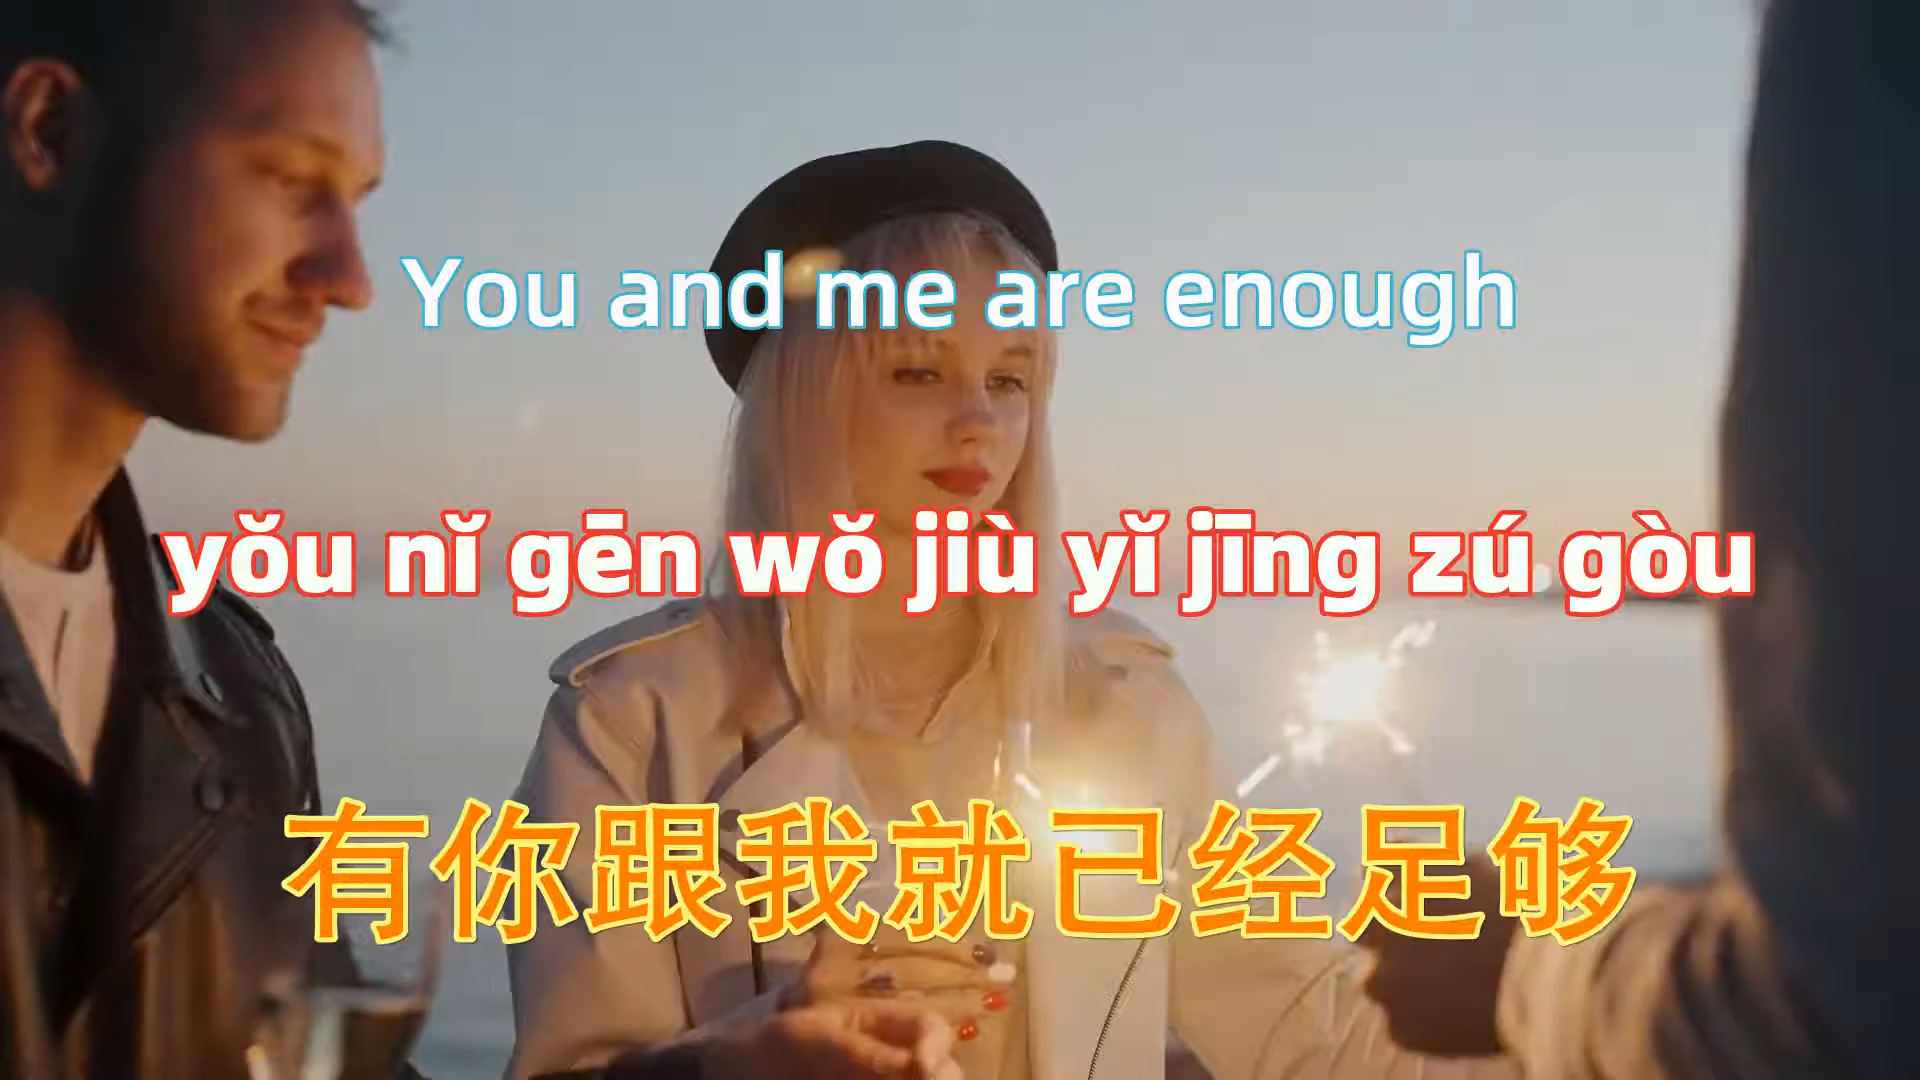 You and me are enough
yǒu nǐ gēn wǒ jiù yǐ jīng zú gòu
有你跟我就已经足够